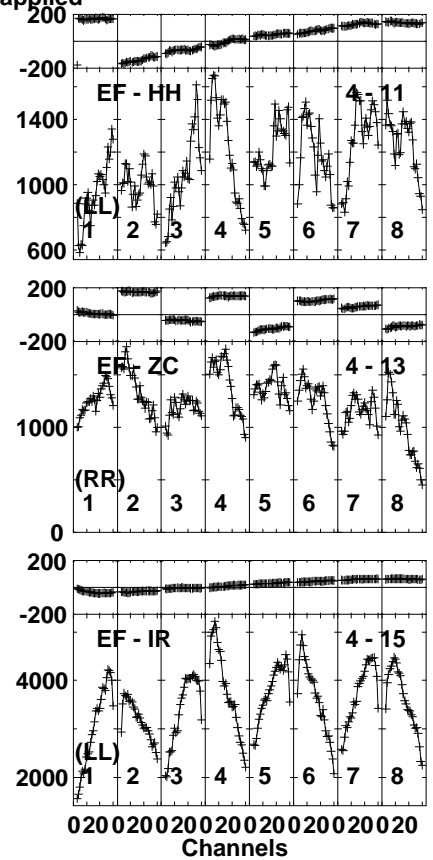 applied
200
-200
EF - HH 4 - 11
1400
1000
(LL)
1 2 3 4 5 6 7 8
600
200
-200
EF - ZC 4 - 13
1000
(RR)
1 2 3 4 5 6 7 8
0
200
-200
EF - IR 4 - 15
4000
(LL)
2000 1 2 3 4 5 6 7 8
020020020020020020020020
Channels